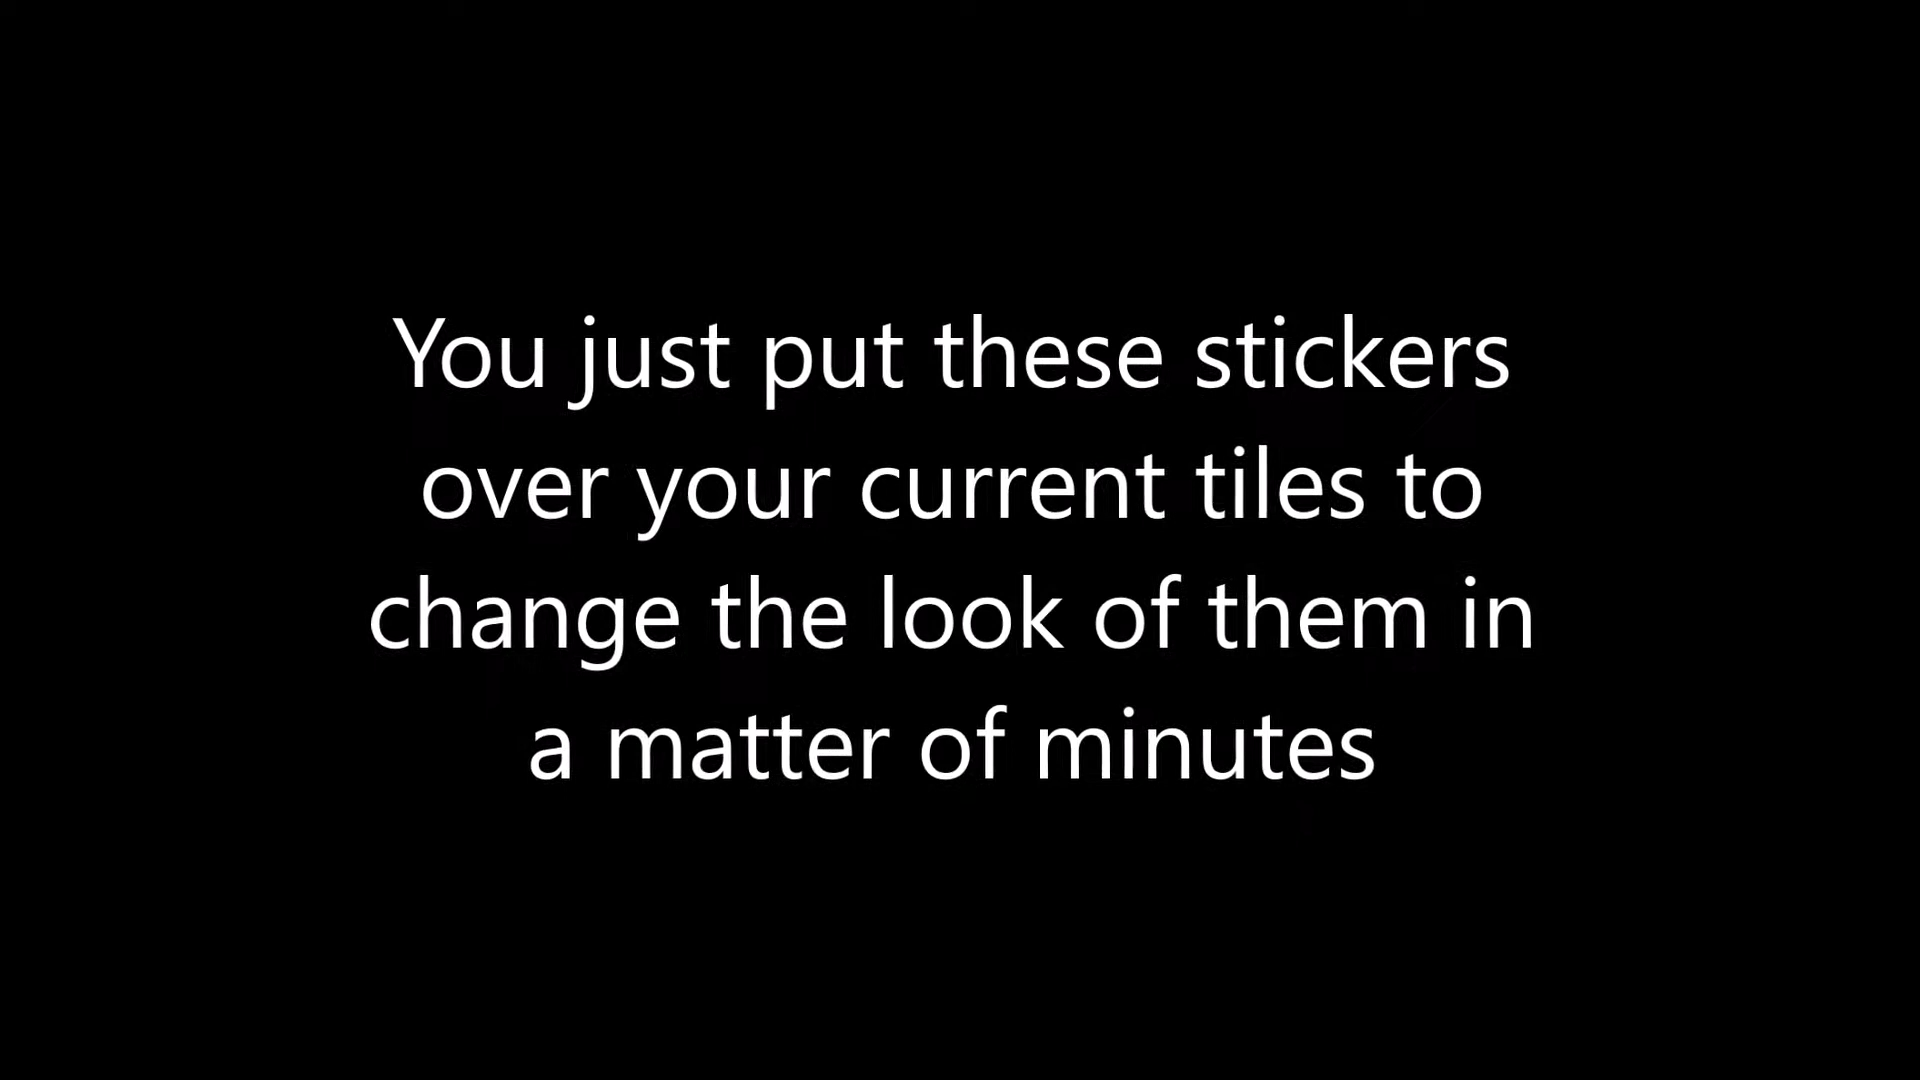 You just put these stickers
over your current tiles to
change the look of them in
a matter of minutes